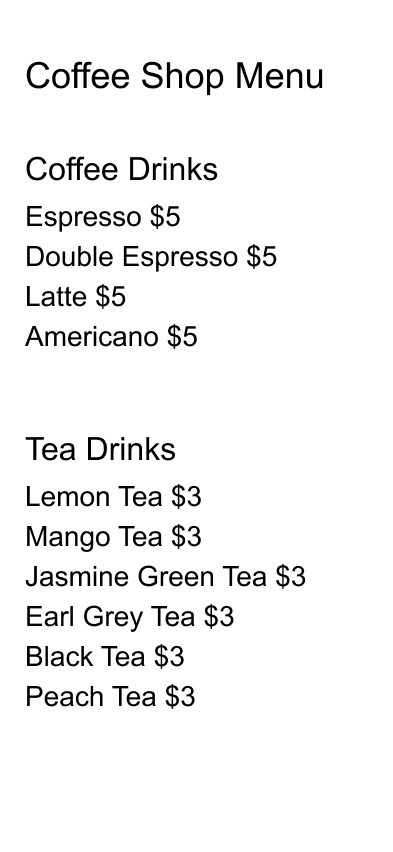 Coffee Shop Menu
Coffee Drinks
Espresso $5
Double Espresso $5
Latte $5
Americano $5
Tea Drinks
Lemon Tea $3
Mango Tea $3
Jasmine Green Tea $3
Earl Grey Tea $3
Black Tea $3
Peach Tea $3